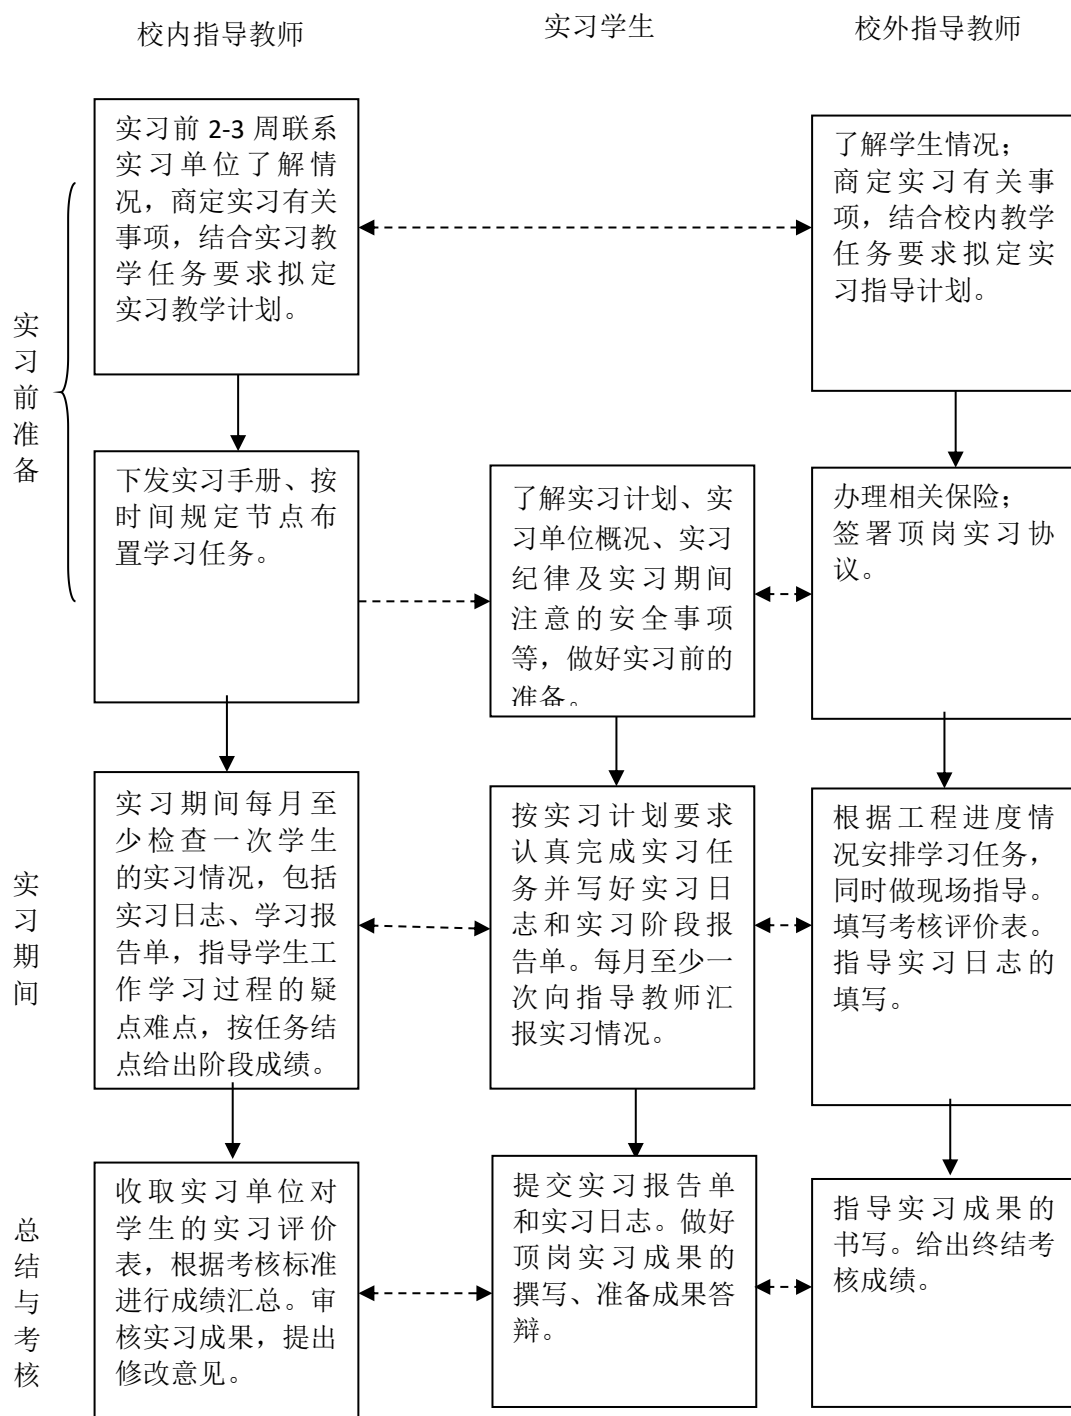 校内指导教师
实习学生
校外指导教师
实习前准备
实习前 2-3 周联系
实习单位了解情
况，商定实习有关
事项，结合实习教
学任务要求拟定
实习教学计划。
了解学生情况；
商定实习有关事
项，结合校内教学
任务要求拟定实
习指导计划。
下发实习手册、按
时间规定节点布
置学习任务。
了解实习计划、实
习单位概况、实习
纪律及实习期间
注意的安全事项
等，做好实习前的
准备。
办理相关保险；
签署顶岗实习协
议。
实习期间
实习期间每月至
少检查一次学生
的实习情况，包括
实习日志、学习报
告单，指导学生工
作学习过程的疑
点难点，按任务结
点给出阶段成绩。
按实习计划要求
认真完成实习任
务并写好实习日
志和实习阶段报
告单。每月至少一
次向指导教师汇
报实习情况。
根据工程进度情
况安排学习任务，
同时做现场指导。
填写考核评价表。
指导实习日志的
填写。
总结与考核
收取实习单位对
学生的实习评价
表，根据考核标准
进行成绩汇总。审
核实习成果，提出
修改意见。
提交实习报告单
和实习日志。做好
顶岗实习成果的
撰写、准备成果答
辩。
指导实习成果的
书写。给出终结考
核成绩。